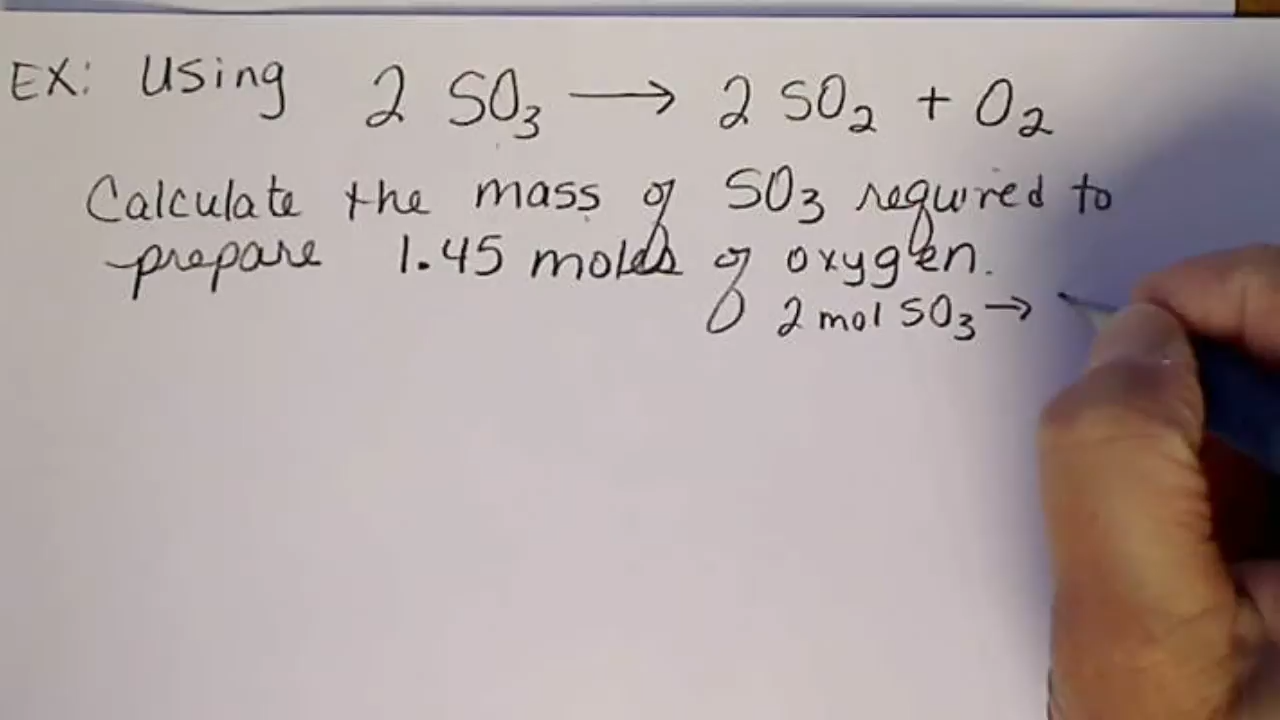 EX: Using 2 SO₃ → 2 SO₂ + O₂
Calculate the mass of SO₃ required to
prepare 1.45 moles of oxygen.
2 mol SO₃ →